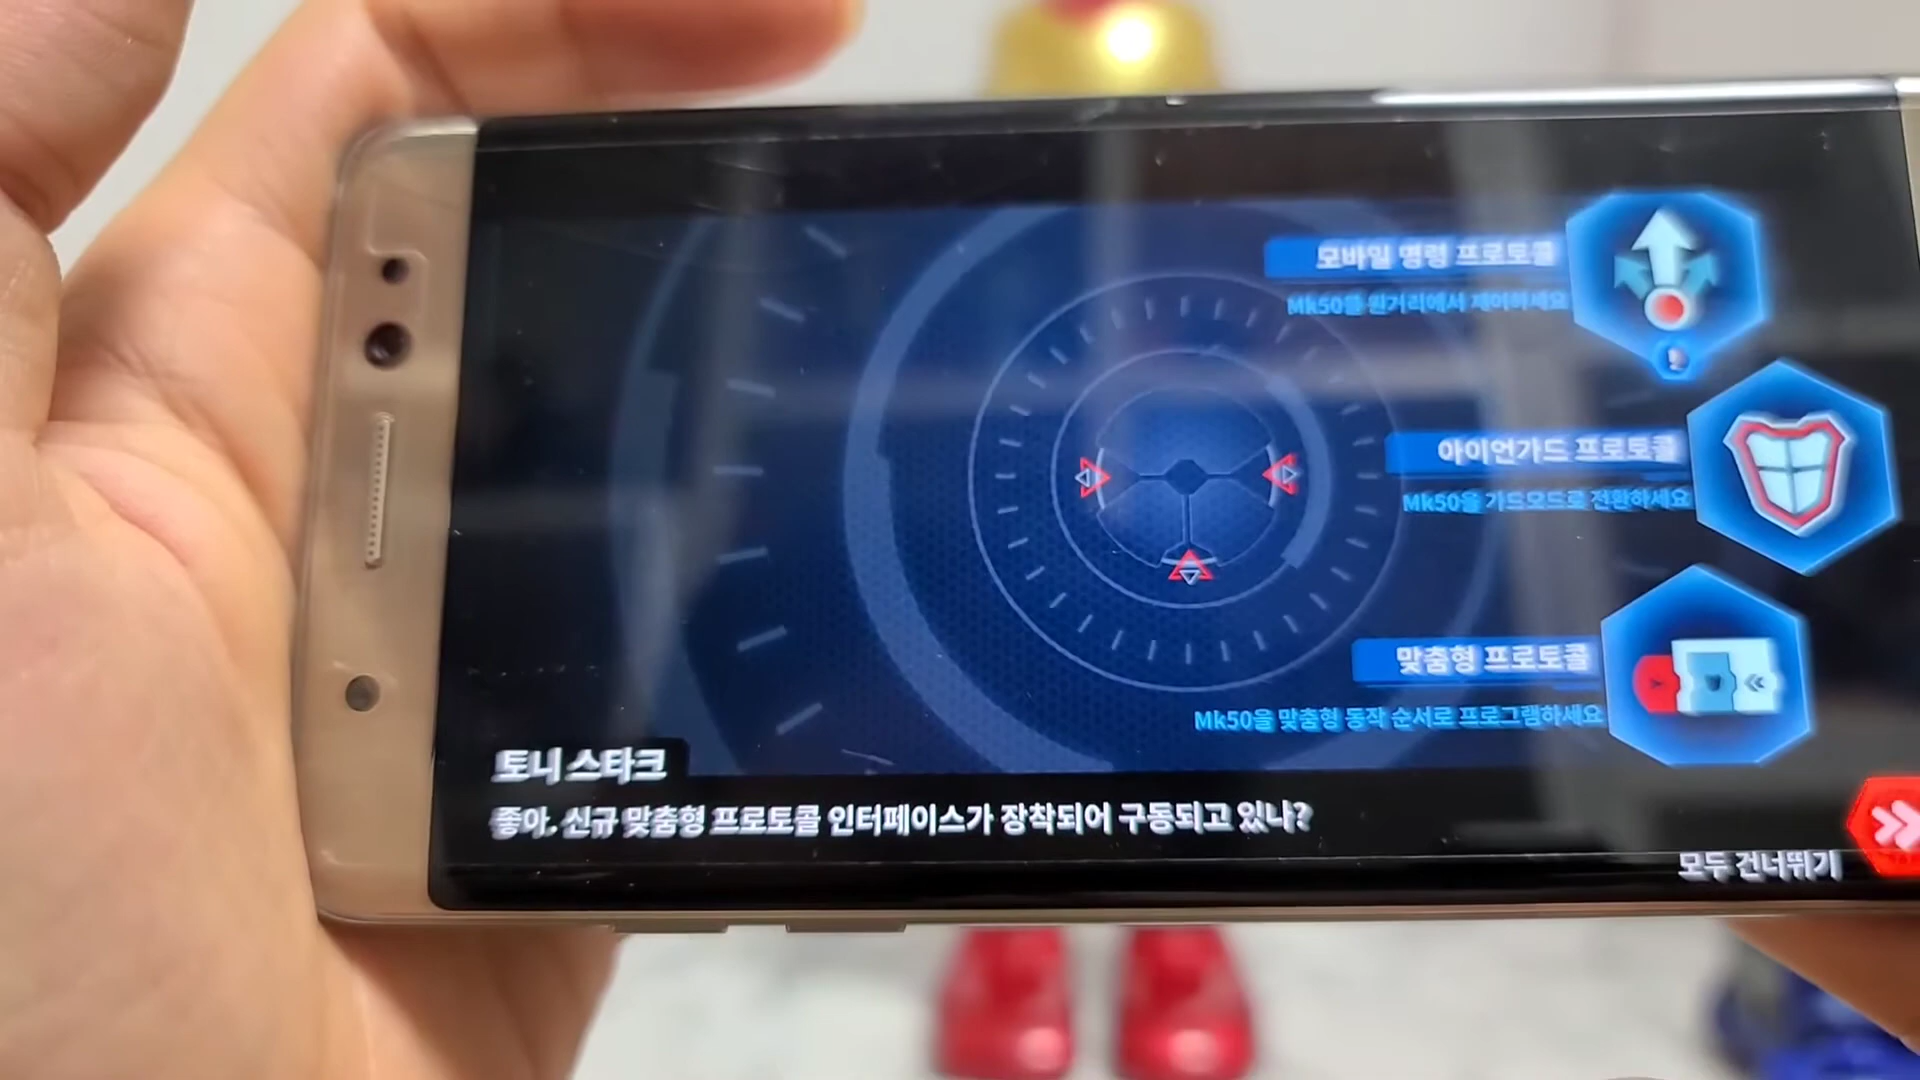 모바일 명령 프로토콜
Mk50을 원거리에서 제어하세요
아이언가드 프로토콜
Mk50을 가드모드로 전환하세요
맞춤형 프로토콜
Mk50을 맞춤형 동작 순서로 프로그램하세요
토니 스타크
좋아, 신규 맞춤형 프로토콜 인터페이스가 장착되어 구동되고 있나?
모두 건너뛰기